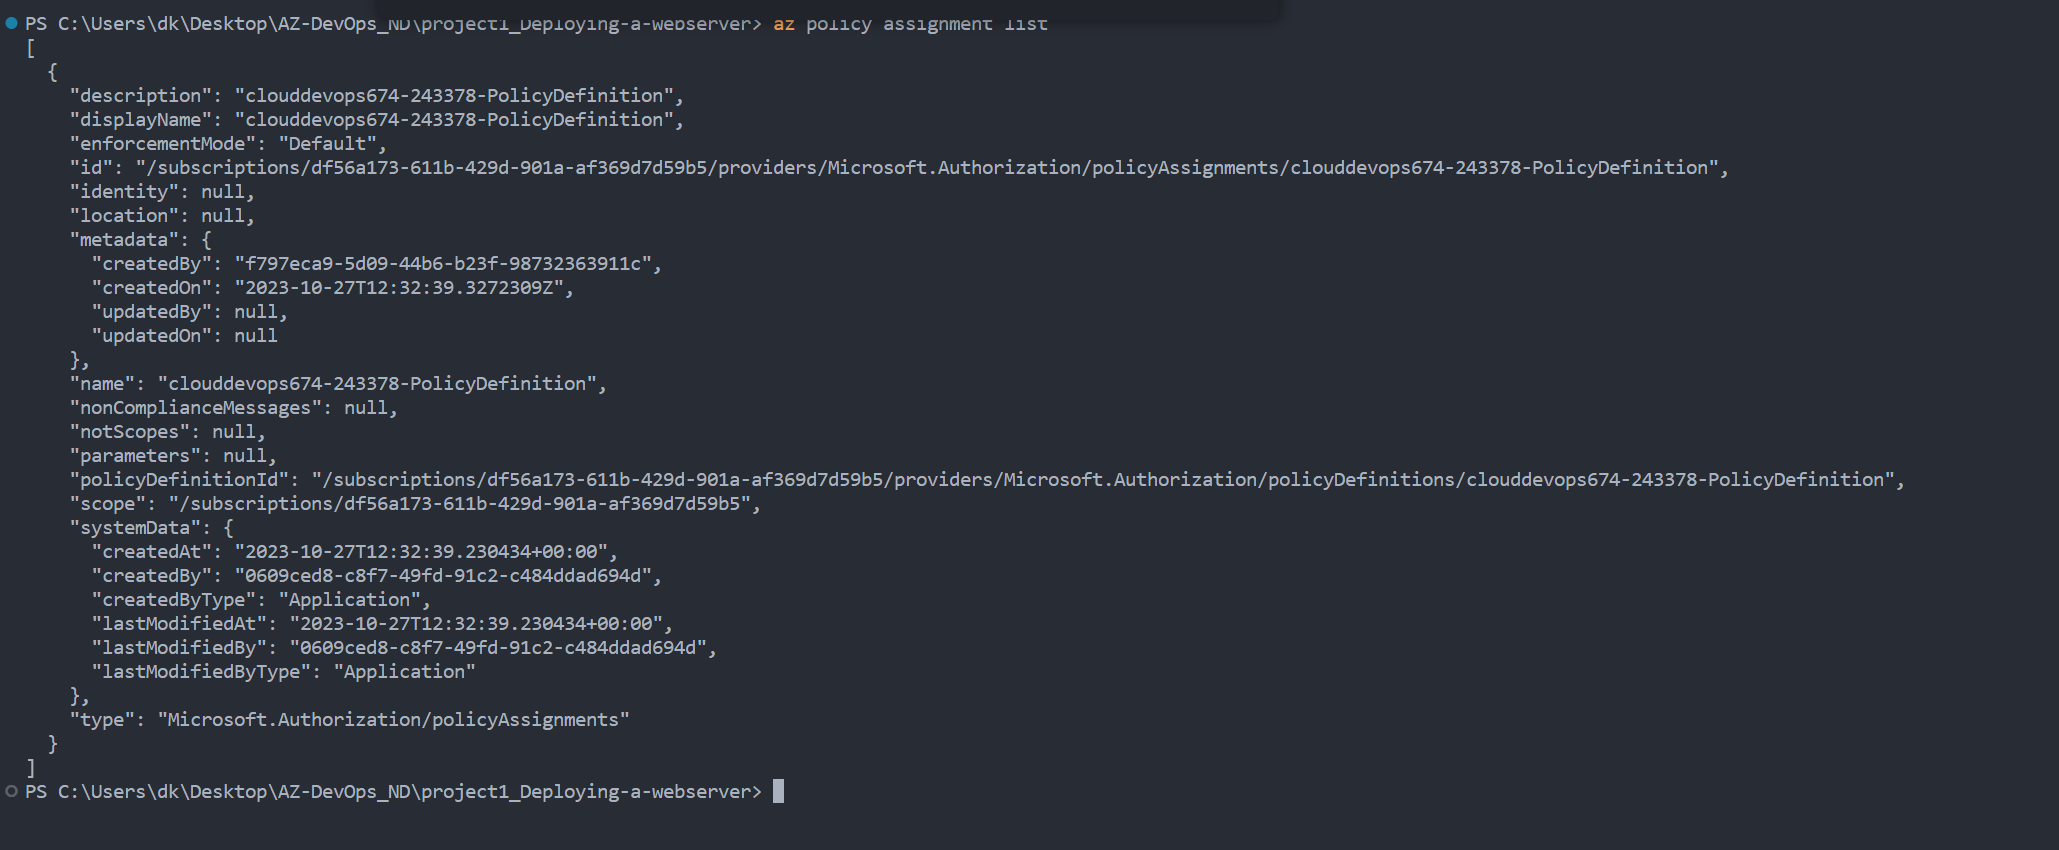 PS C:\Users\dk\Desktop\AZ-DevOps_ND\project1_Deploying-a-webserver> az policy assignment list
[
  {
    "description": "clouddevops674-243378-PolicyDefinition",
    "displayName": "clouddevops674-243378-PolicyDefinition",
    "enforcementMode": "Default",
    "id": "/subscriptions/df56a173-611b-429d-901a-af369d7d59b5/providers/Microsoft.Authorization/policyAssignments/clouddevops674-243378-PolicyDefinition",
    "identity": null,
    "location": null,
    "metadata": {
      "createdBy": "f797eca9-5d09-44b6-b23f-98732363911c",
      "createdOn": "2023-10-27T12:32:39.3272309Z",
      "updatedBy": null,
      "updatedOn": null
    },
    "name": "clouddevops674-243378-PolicyDefinition",
    "nonComplianceMessages": null,
    "notScopes": null,
    "parameters": null,
    "policyDefinitionId": "/subscriptions/df56a173-611b-429d-901a-af369d7d59b5/providers/Microsoft.Authorization/policyDefinitions/clouddevops674-243378-PolicyDefinition",
    "scope": "/subscriptions/df56a173-611b-429d-901a-af369d7d59b5",
    "systemData": {
      "createdAt": "2023-10-27T12:32:39.230434+00:00",
      "createdBy": "0609ced8-c8f7-49fd-91c2-c484ddad694d",
      "createdByType": "Application",
      "lastModifiedAt": "2023-10-27T12:32:39.230434+00:00",
      "lastModifiedBy": "0609ced8-c8f7-49fd-91c2-c484ddad694d",
      "lastModifiedByType": "Application"
    },
    "type": "Microsoft.Authorization/policyAssignments"
  }
]
PS C:\Users\dk\Desktop\AZ-DevOps_ND\project1_Deploying-a-webserver>